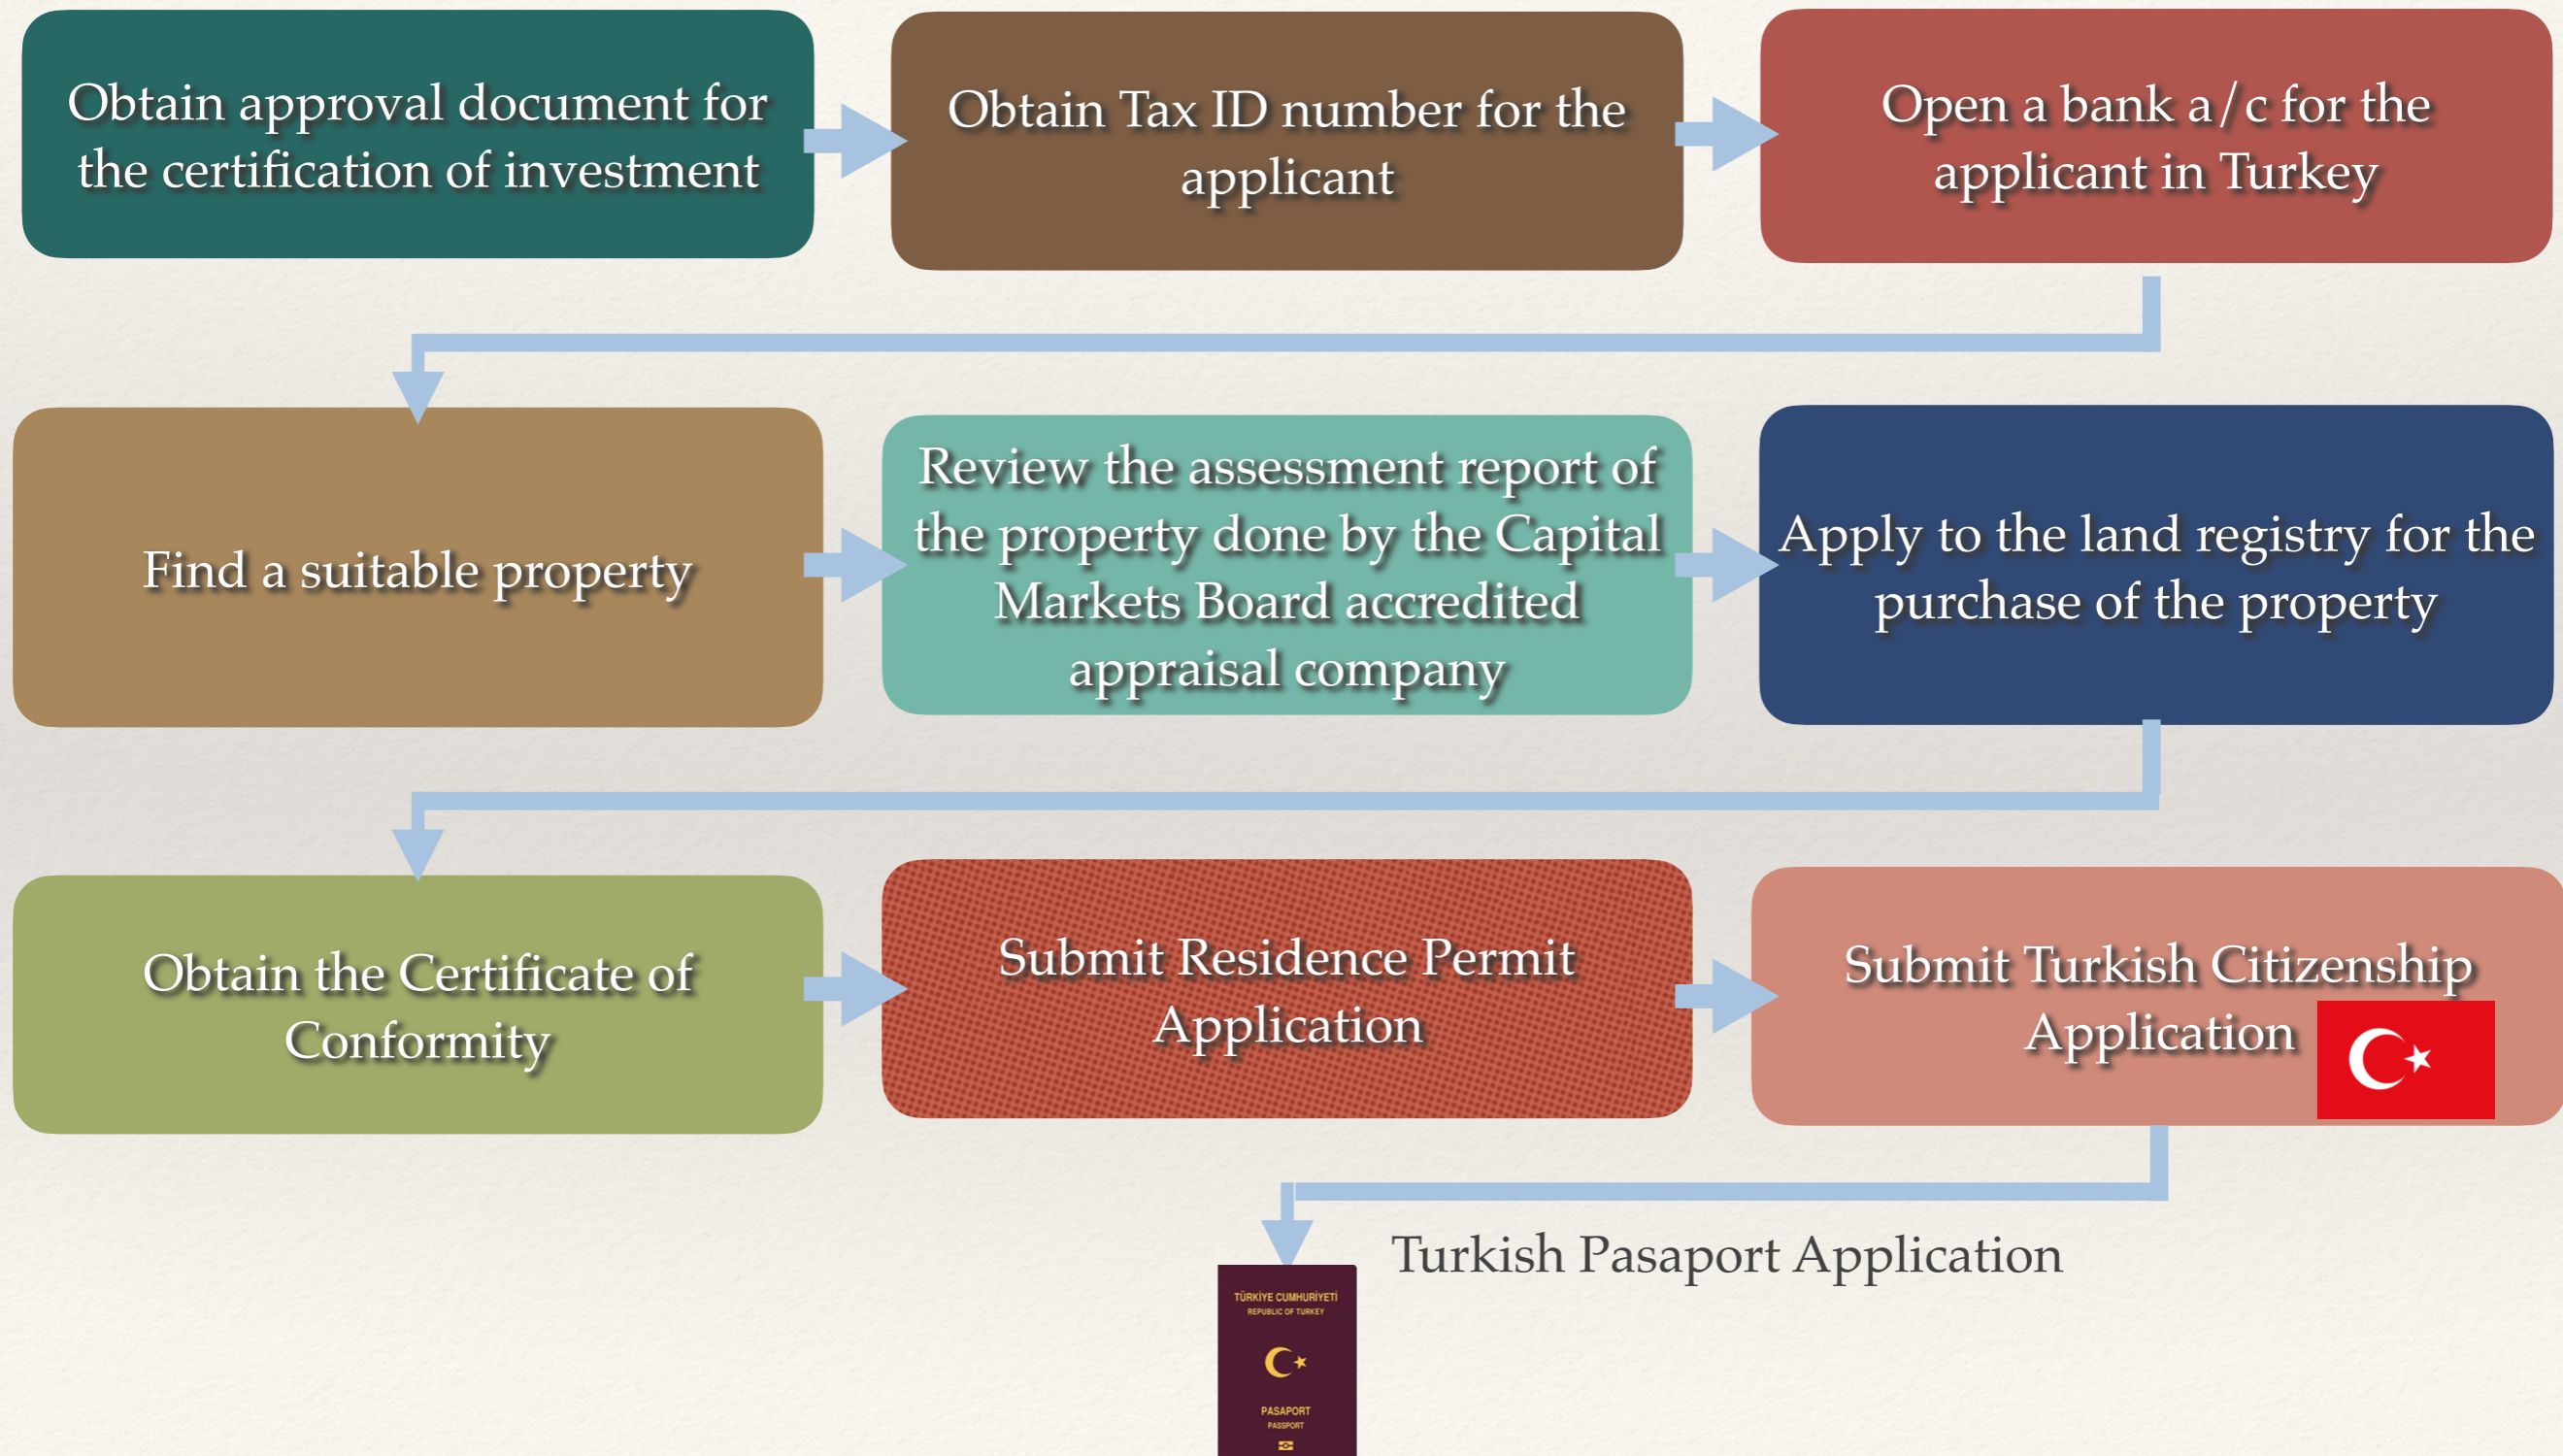 Obtain approval document for
the certification of investment
Obtain Tax ID number for the
applicant
Open a bank a/c for the
applicant in Turkey
Find a suitable property
Review the assessment report of
the property done by the Capital
Markets Board accredited
appraisal company
Apply to the land registry for the
purchase of the property
Obtain the Certificate of
Conformity
Submit Residence Permit
Application
Submit Turkish Citizenship
Application
Turkish Pasaport Application
TÜRKİYE CUMHURİYETİ
REPUBLIC OF TURKEY
PASAPORT
PASSPORT